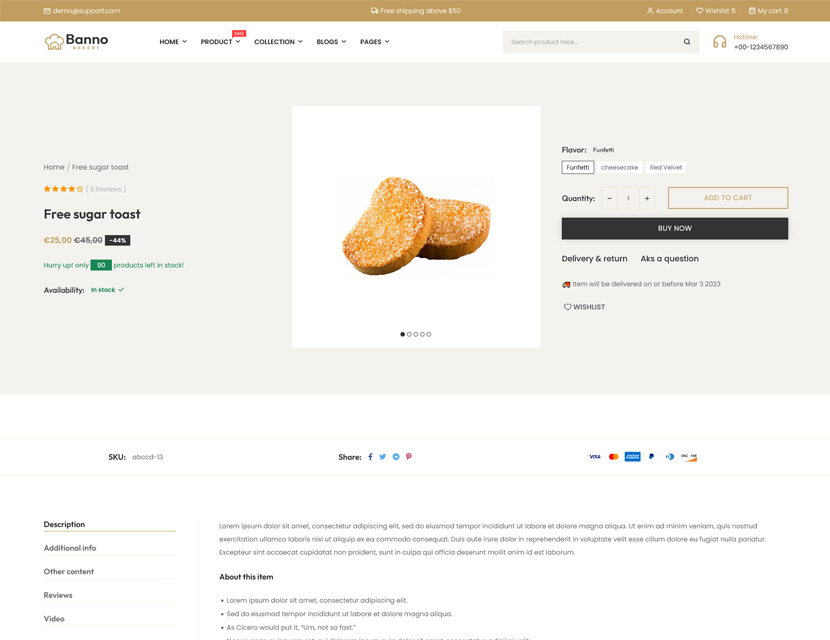 demo@support.com
Free shipping above $50
Account
Wishlist 5
My cart 8
Banno
BAKERY
HOME
SALE
PRODUCT
COLLECTION
BLOGS
PAGES
Search product here...
Hotline:
+00-1234567890
Home / Free sugar toast
( 3 Reviews )
Free sugar toast
€25,00 €45,00 -44%
Hurry up! only 90 products left in stock!
Availability: In stock
Flavor: Funfetti
Funfetti cheesecake Red Velvet
Quantity: - 1 +
ADD TO CART
BUY NOW
Delivery & return Aks a question
Item will be delivered on or before Mar 3 2023
WISHLIST
SKU: abccd-13
Share:
VISA
Description
Additional info
Other content
Reviews
Video
Lorem ipsum dolor sit amet, consectetur adipiscing elit, sed do eiusmod tempor incididunt ut labore et dolore magna aliqua. Ut enim ad minim veniam, quis nostrud
exercitation ullamco laboris nisi ut aliquip ex ea commodo consequat. Duis aute irure dolor in reprehenderit in voluptate velit esse cillum dolore eu fugiat nulla pariatur.
Excepteur sint occaecat cupidatat non proident, sunt in culpa qui officia deserunt mollit anim id est laborum.
About this item
Lorem ipsum dolor sit amet, consectetur adipiscing elit.
Sed do eiusmod tempor incididunt ut labore et dolore magna aliqua.
As Cicero would put it, "Um, not so fast."